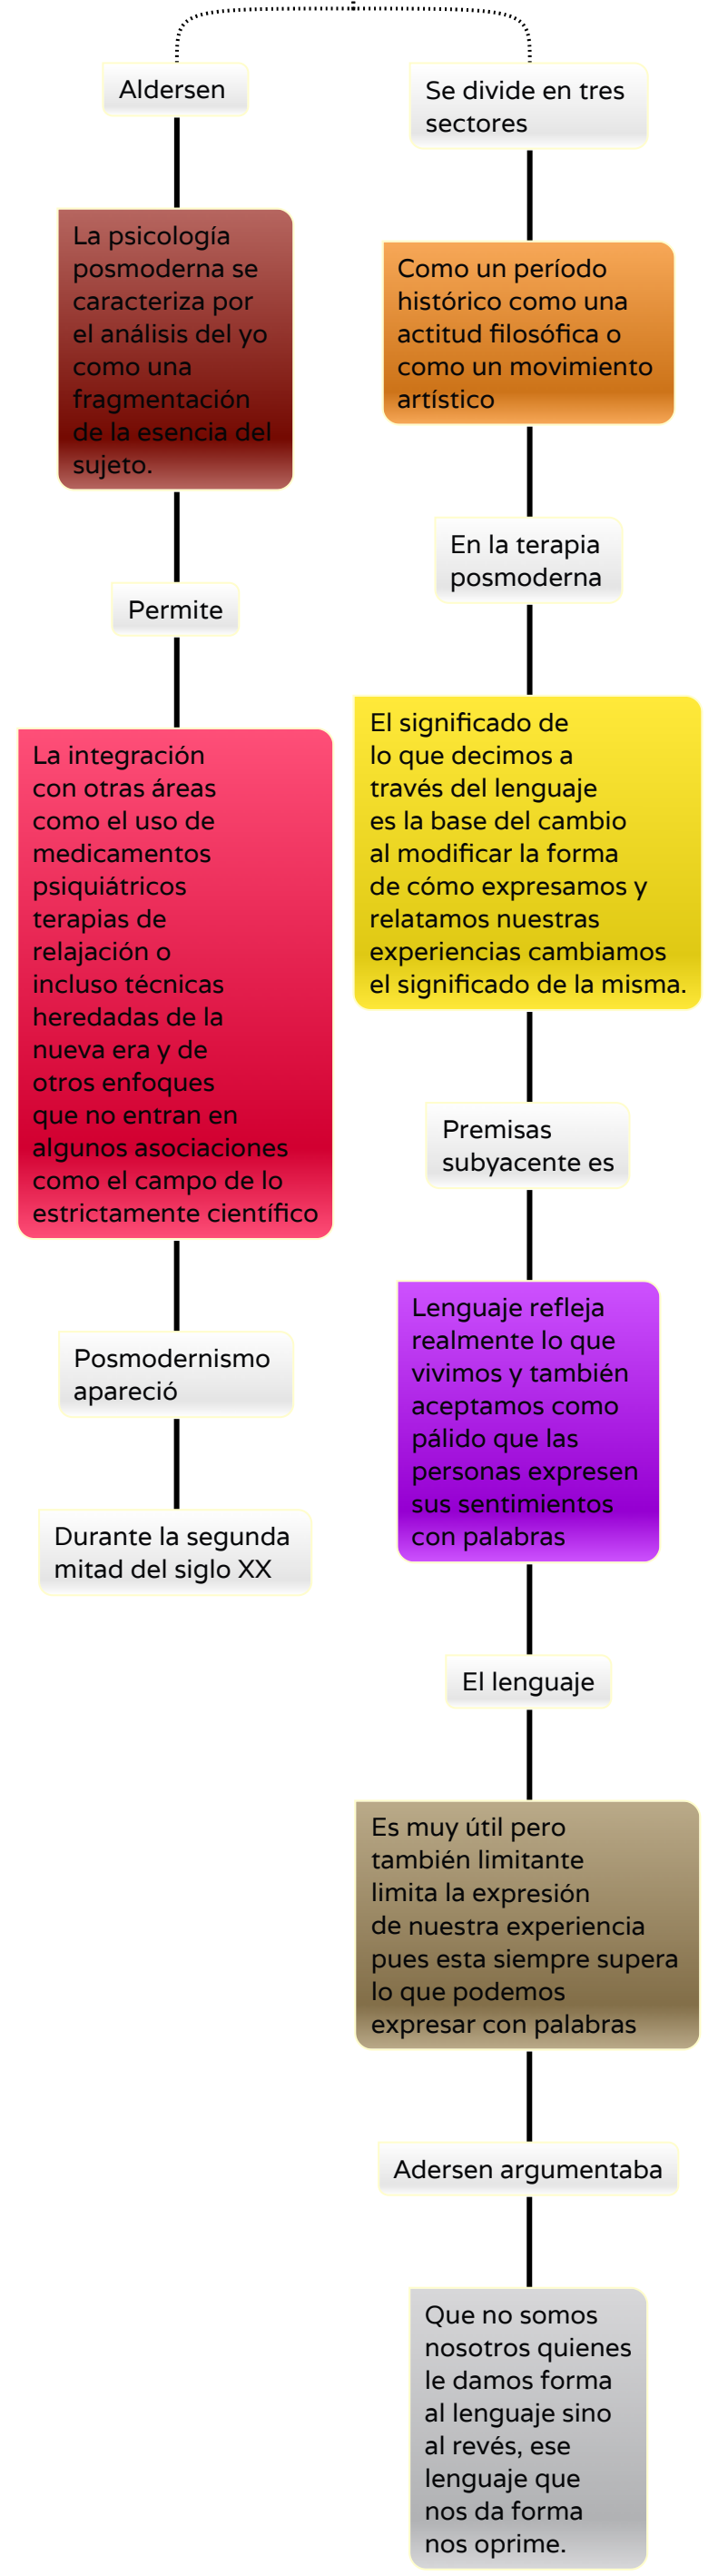 Aldersen
La psicología
posmoderna se
caracteriza por
el análisis del yo
como una
fragmentación
de la esencia del
sujeto.
Permite
La integración
con otras áreas
como el uso de
medicamentos
psiquiátricos
terapias de
relajación o
incluso técnicas
heredadas de la
nueva era y de
otros enfoques
que no entran en
algunos asociaciones
como el campo de lo
estrictamente científico
Posmodernismo
apareció
Durante la segunda
mitad del siglo XX
Se divide en tres
sectores
Como un período
histórico como una
actitud filosófica o
como un movimiento
artístico
En la terapia
posmoderna
El significado de
lo que decimos a
través del lenguaje
es la base del cambio
al modificar la forma
de cómo expresamos y
relatamos nuestras
experiencias cambiamos
el significado de la misma.
Premisas
subyacente es
Lenguaje refleja
realmente lo que
vivimos y también
aceptamos como
pálido que las
personas expresen
sus sentimientos
con palabras
El lenguaje
Es muy útil pero
también limitante
limita la expresión
de nuestra experiencia
pues esta siempre supera
lo que podemos
expresar con palabras
Adersen argumentaba
Que no somos
nosotros quienes
le damos forma
al lenguaje sino
al revés, ese
lenguaje que
nos da forma
nos oprime.